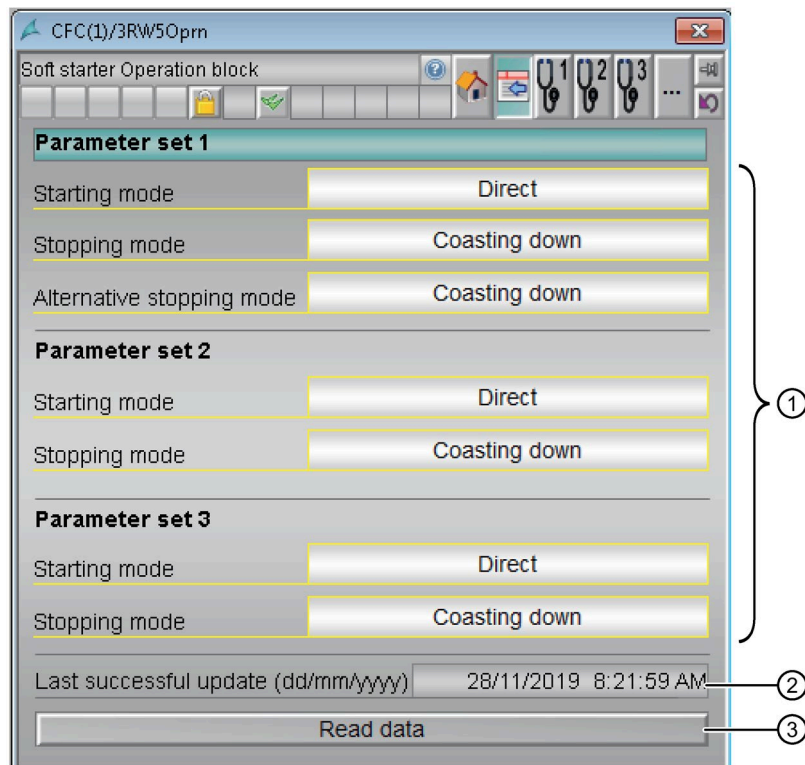 CFC(1)/3RW5Oprn
Soft starter Operation block
1 2 3 ...
Parameter set 1
Starting mode Direct
Stopping mode Coasting down
Alternative stopping mode Coasting down
Parameter set 2
Starting mode Direct
Stopping mode Coasting down
Parameter set 3
Starting mode Direct
Stopping mode Coasting down
1
Last successful update (dd/mm/yyyy) 28/11/2019 8:21:59 AM 2
Read data 3